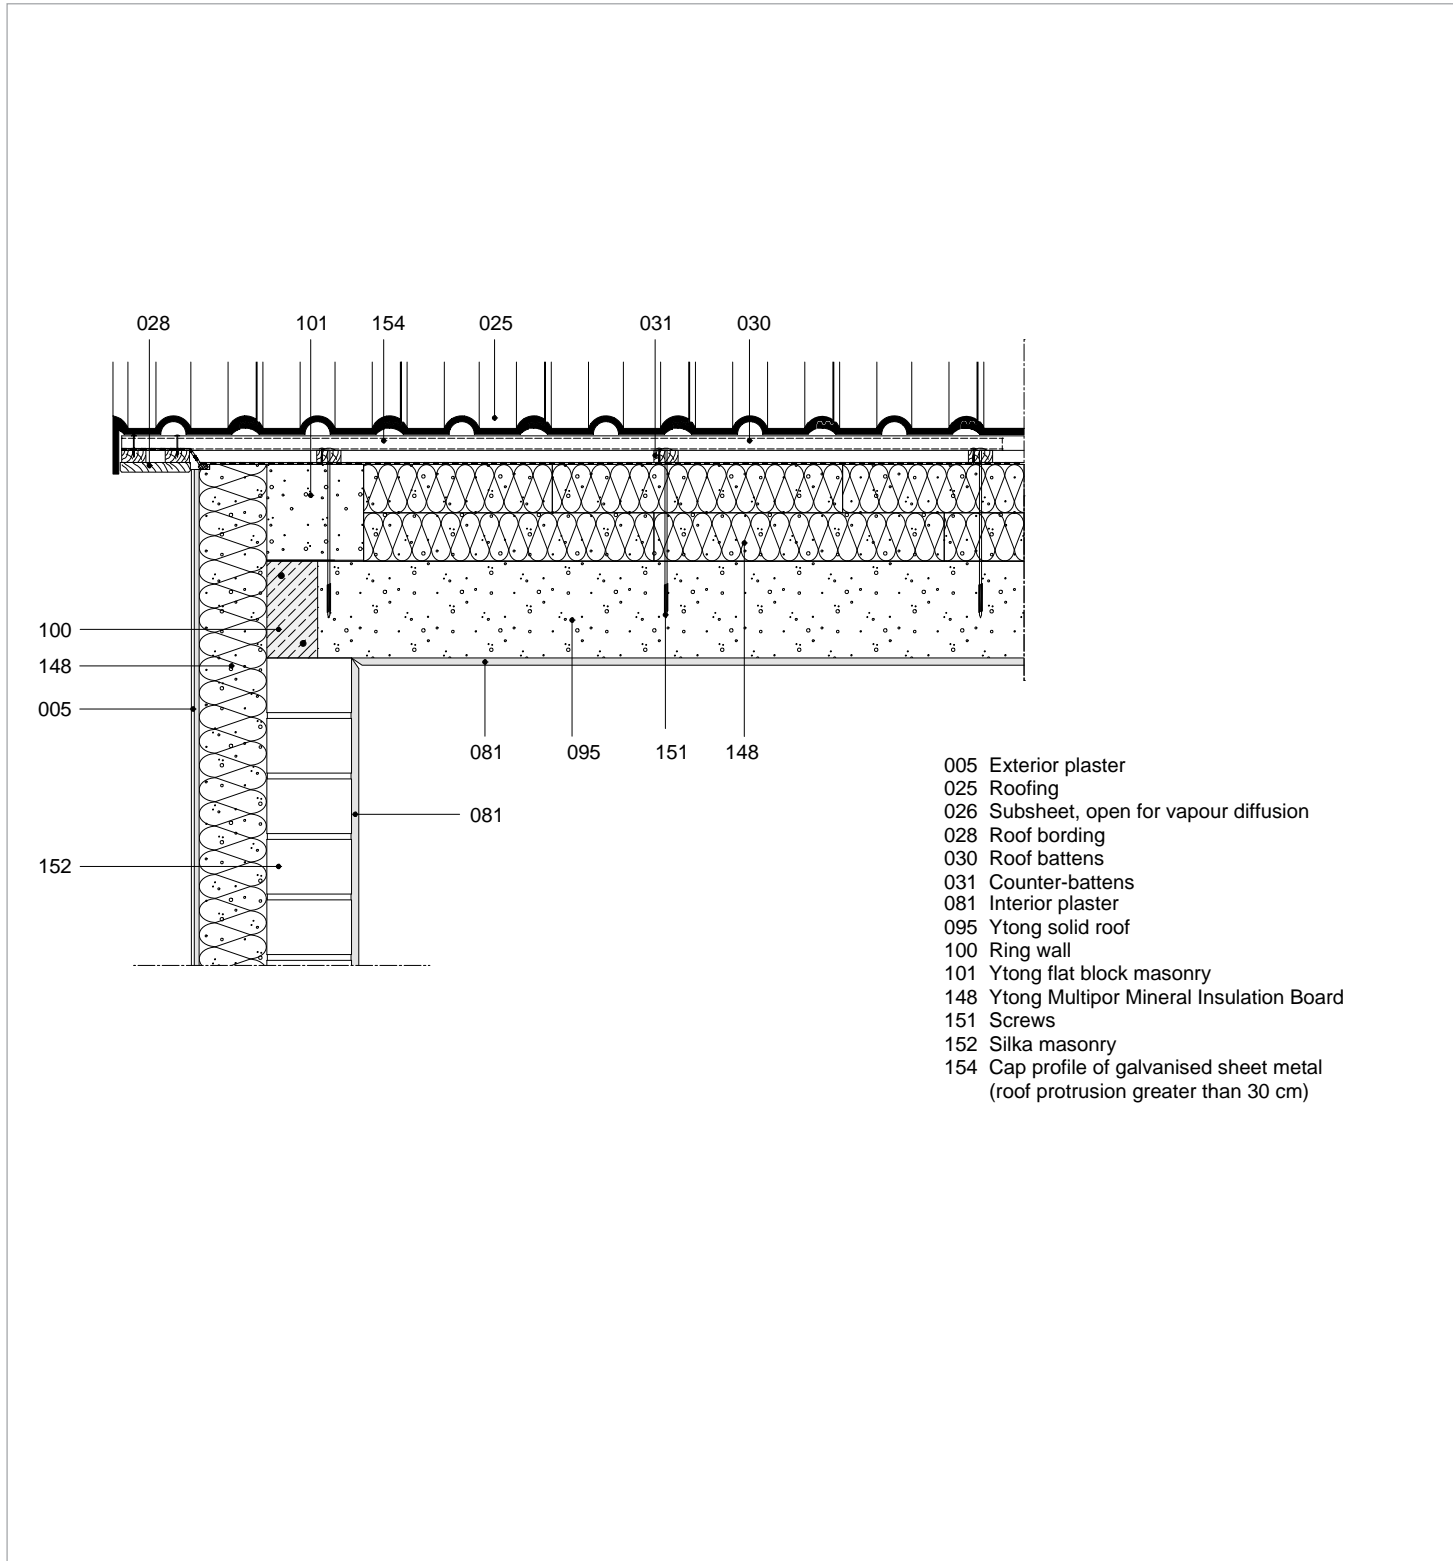 028 101 154 025 031 030
100
148
005
081 095 151 148
081
152
005 Exterior plaster
025 Roofing
026 Subsheet, open for vapour diffusion
028 Roof bording
030 Roof battens
031 Counter-battens
081 Interior plaster
095 Ytong solid roof
100 Ring wall
101 Ytong flat block masonry
148 Ytong Multipor Mineral Insulation Board
151 Screws
152 Silka masonry
154 Cap profile of galvanised sheet metal
(roof protrusion greater than 30 cm)